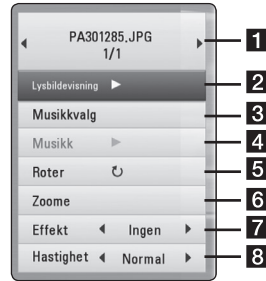 ◀ PA301285.JPG ▶ 1
1/1
Lysbildevisning ▶ 2
Musikkvalg 3
Musikk ▶ 4
Roter ↻ 5
Zoome 6
Effekt ◀ Ingen ▶ 7
Hastighet ◀ Normal ▶ 8